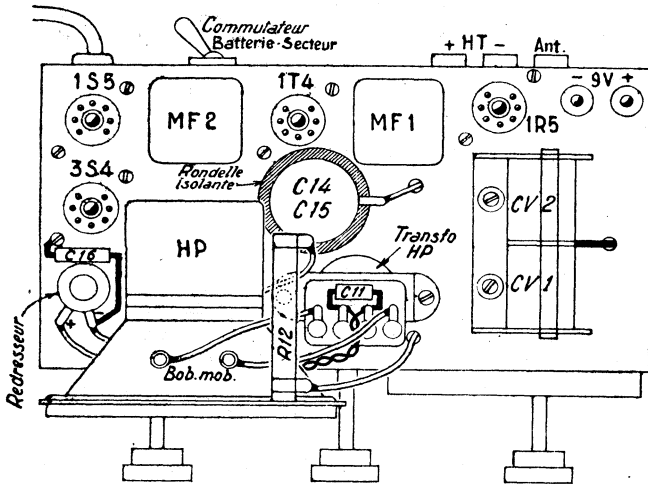 Commutateur
Batterie-Secteur
+ HT -
Ant.
- 9V +
1S5
MF2
1T4
MF1
1R5
3S4
Rondelle
isolante
C14
C15
CV2
HP
Transfo
HP
C16
C11
CV1
R12
+
Redresseur
Bob. mob.